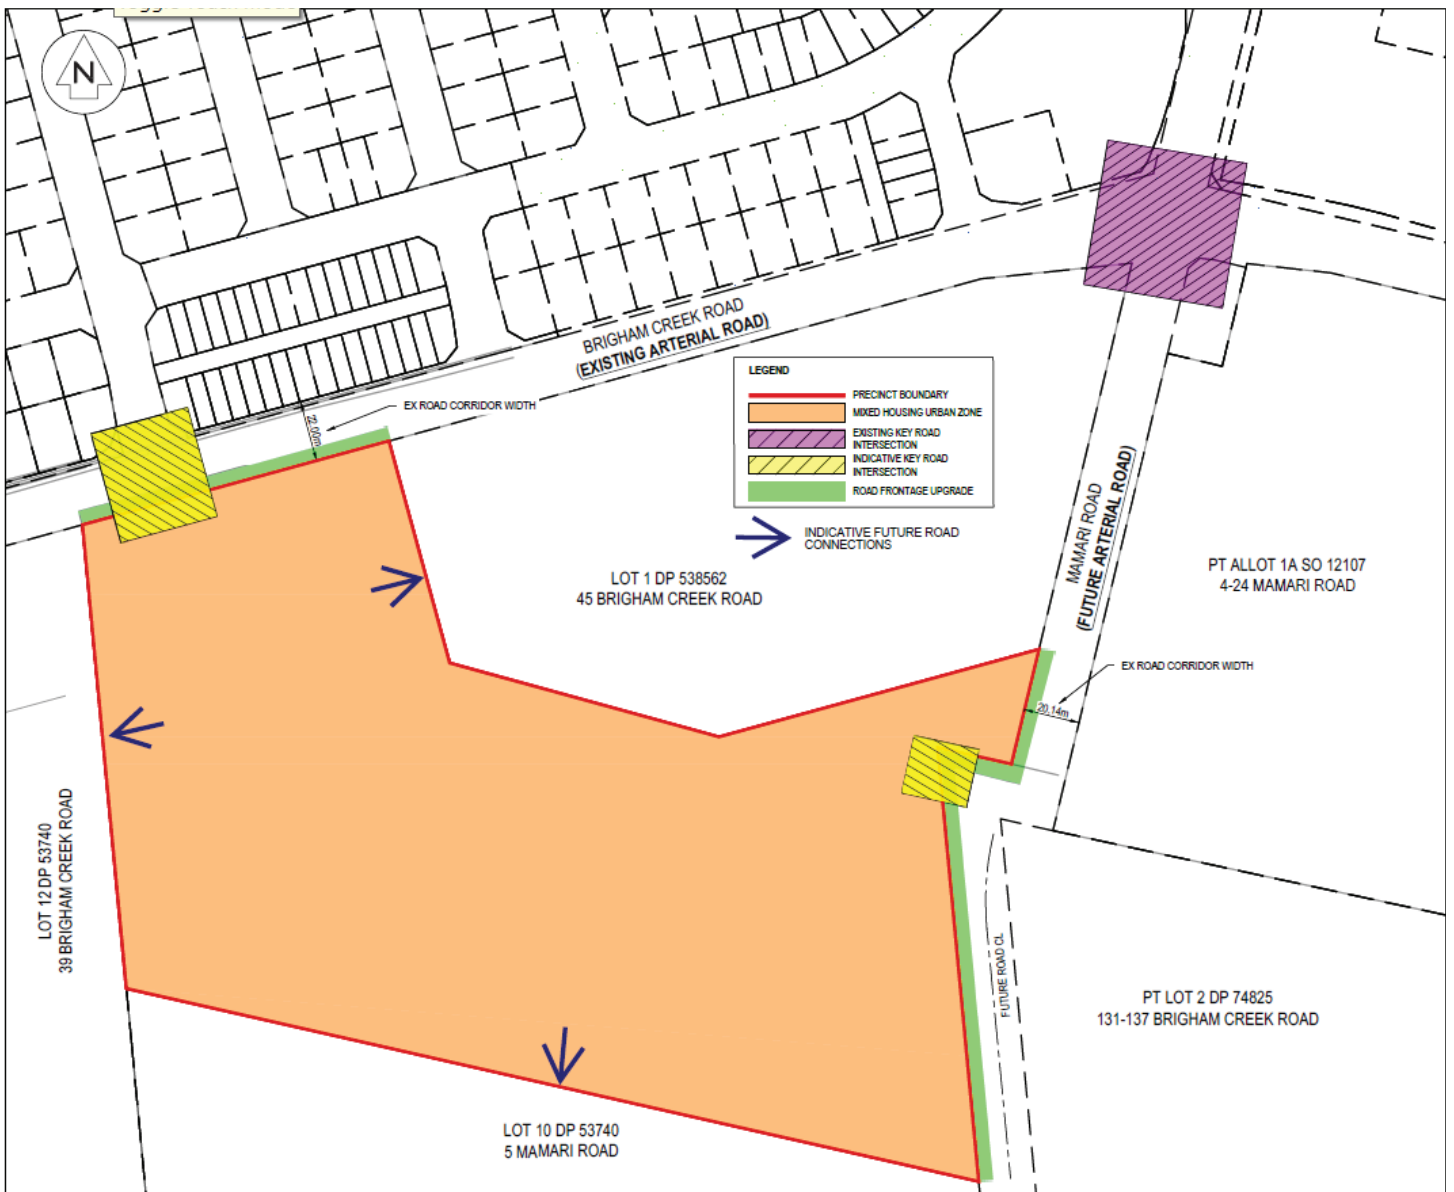 N
BRIGHAM CREEK ROAD
(EXISTING ARTERIAL ROAD)
EX ROAD CORRIDOR WIDTH
22.00m
LEGEND
PRECINCT BOUNDARY
MIXED HOUSING URBAN ZONE
EXISTING KEY ROAD
INTERSECTION
INDICATIVE KEY ROAD
INTERSECTION
ROAD FRONTAGE UPGRADE
INDICATIVE FUTURE ROAD
CONNECTIONS
MAMARI ROAD
(FUTURE ARTERIAL ROAD)
PT ALLOT 1A SO 12107
4-24 MAMARI ROAD
LOT 1 DP 538562
45 BRIGHAM CREEK ROAD
EX ROAD CORRIDOR WIDTH
20.14m
LOT 12 DP 53740
39 BRIGHAM CREEK ROAD
FUTURE ROAD CL
PT LOT 2 DP 74825
131-137 BRIGHAM CREEK ROAD
LOT 10 DP 53740
5 MAMARI ROAD